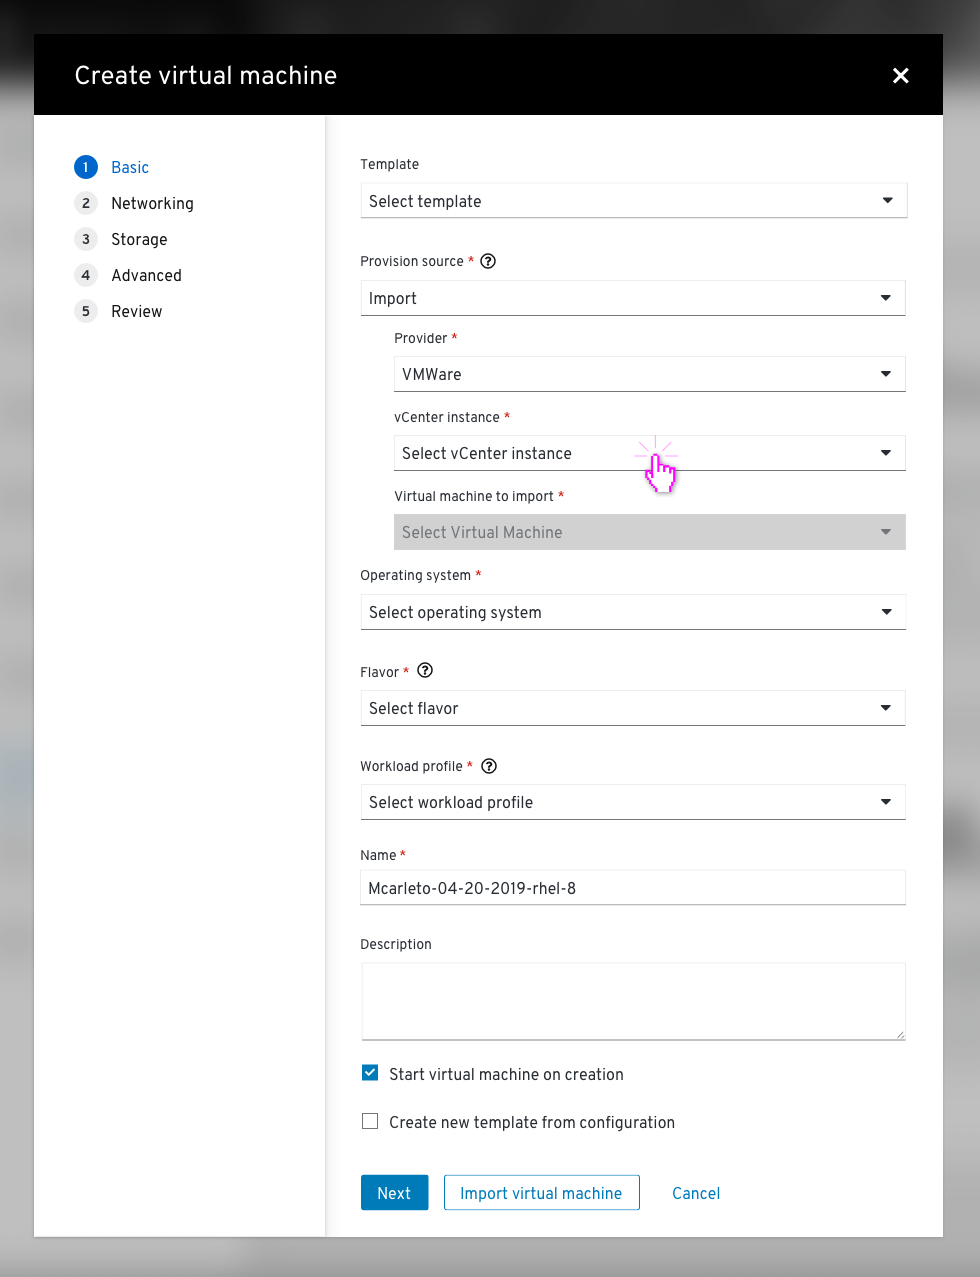 Create virtual machine
1 Basic
2 Networking
3 Storage
4 Advanced
5 Review
Template
Select template
Provision source * ?
Import
Provider *
VMWare
vCenter instance *
Select vCenter instance
Virtual machine to import *
Select Virtual Machine
Operating system *
Select operating system
Flavor * ?
Select flavor
Workload profile * ?
Select workload profile
Name *
Mcarleto-04-20-2019-rhel-8
Description
Start virtual machine on creation
Create new template from configuration
Next Import virtual machine Cancel